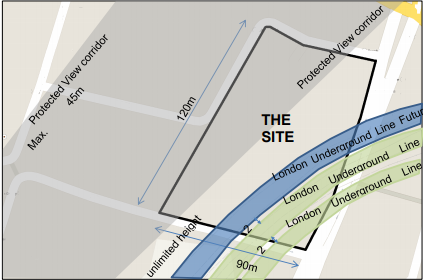 Protected View corridor
Max. 45m
120m
Protected View corridor
THE
SITE
London Underground Line Futur
London Underground Line
London Underground Line
2
2
unlimited height
90m